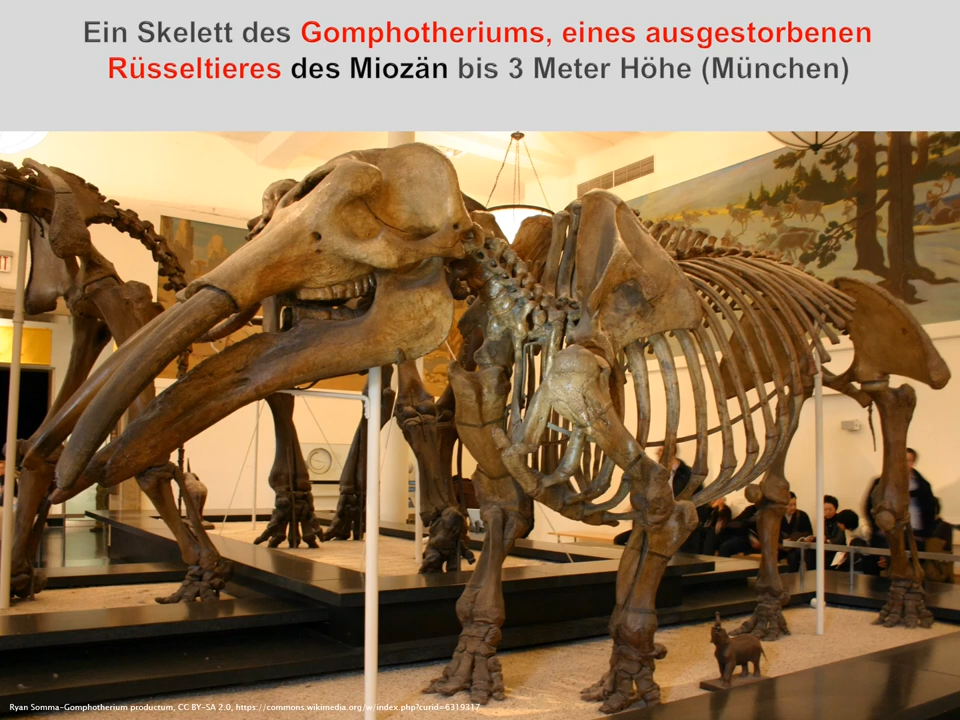 Ein Skelett des Gomphotheriums, eines ausgestorbenen
Rüsseltieres des Miozän bis 3 Meter Höhe (München)
Ryan Somma-Gomphotherium productum, CC BY-SA 2.0, https://commons.wikimedia.org/w/index.php?curid=6319317